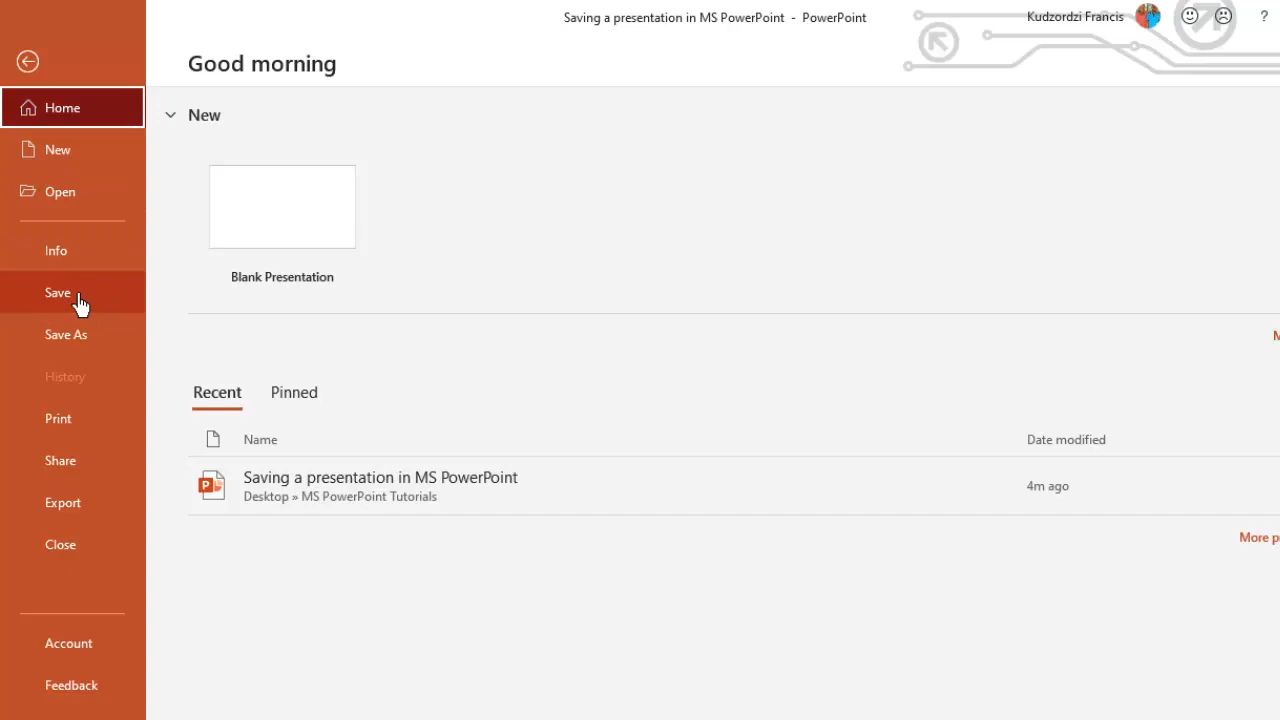 Saving a presentation in MS PowerPoint - PowerPoint
Kudzordzi Francis
?
Good morning
Home
New
Open
Info
Save
Save As
History
Print
Share
Export
Close
Account
Feedback
New
Blank Presentation
Recent Pinned
Name Date modified
P
Saving a presentation in MS PowerPoint
Desktop » MS PowerPoint Tutorials
4m ago
More p